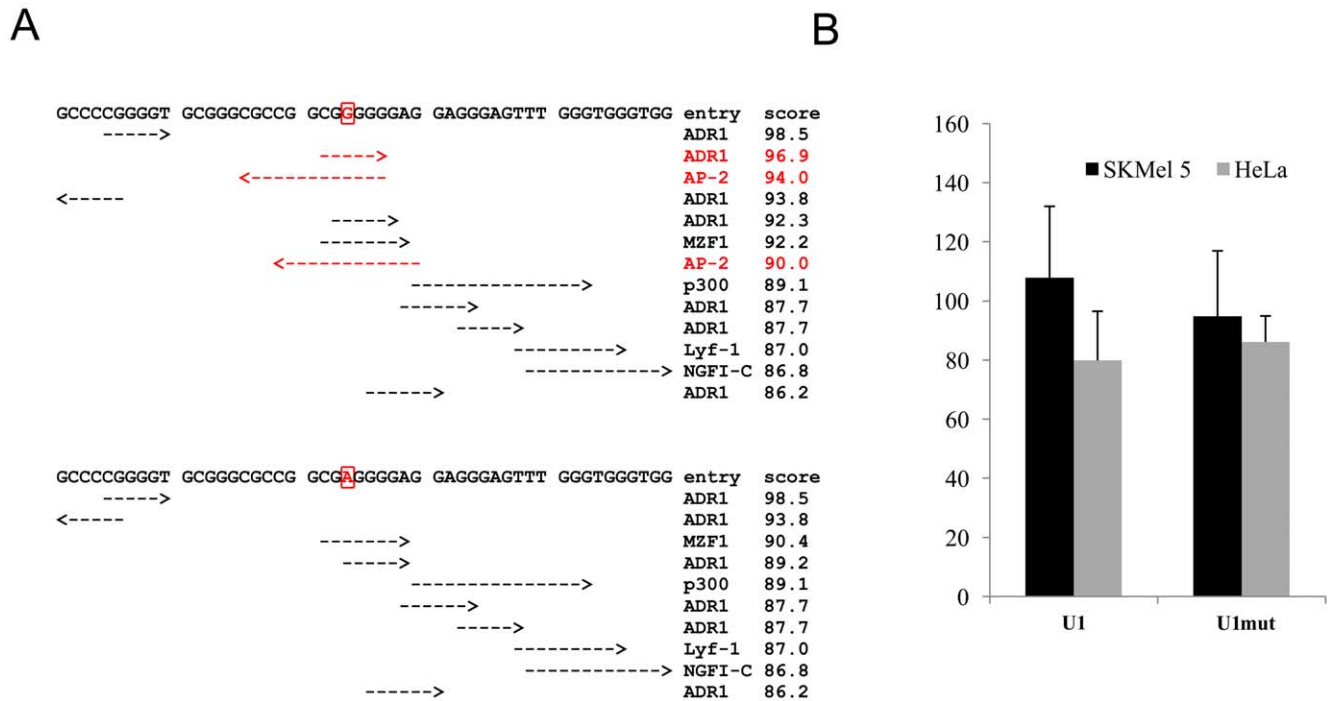 A
GCCCCGGGGT GCGGGCGCCG GCGGGGGGAG GAGGGAGTTT GGGTGGGTGG entry score
ADR1 98.5
ADR1 96.9
AP-2 94.0
ADR1 93.8
ADR1 92.3
MZF1 92.2
AP-2 90.0
p300 89.1
ADR1 87.7
ADR1 87.7
Lyf-1 87.0
NGFI-C 86.8
ADR1 86.2
GCCCCGGGGT GCGGGCGCCG GCGAGGGGAG GAGGGAGTTT GGGTGGGTGG entry score
ADR1 98.5
ADR1 93.8
MZF1 90.4
ADR1 89.2
p300 89.1
ADR1 87.7
ADR1 87.7
Lyf-1 87.0
NGFI-C 86.8
ADR1 86.2
B
160
140
120
100
80
60
40
20
0
SKMel 5 HeLa
U1 U1mut